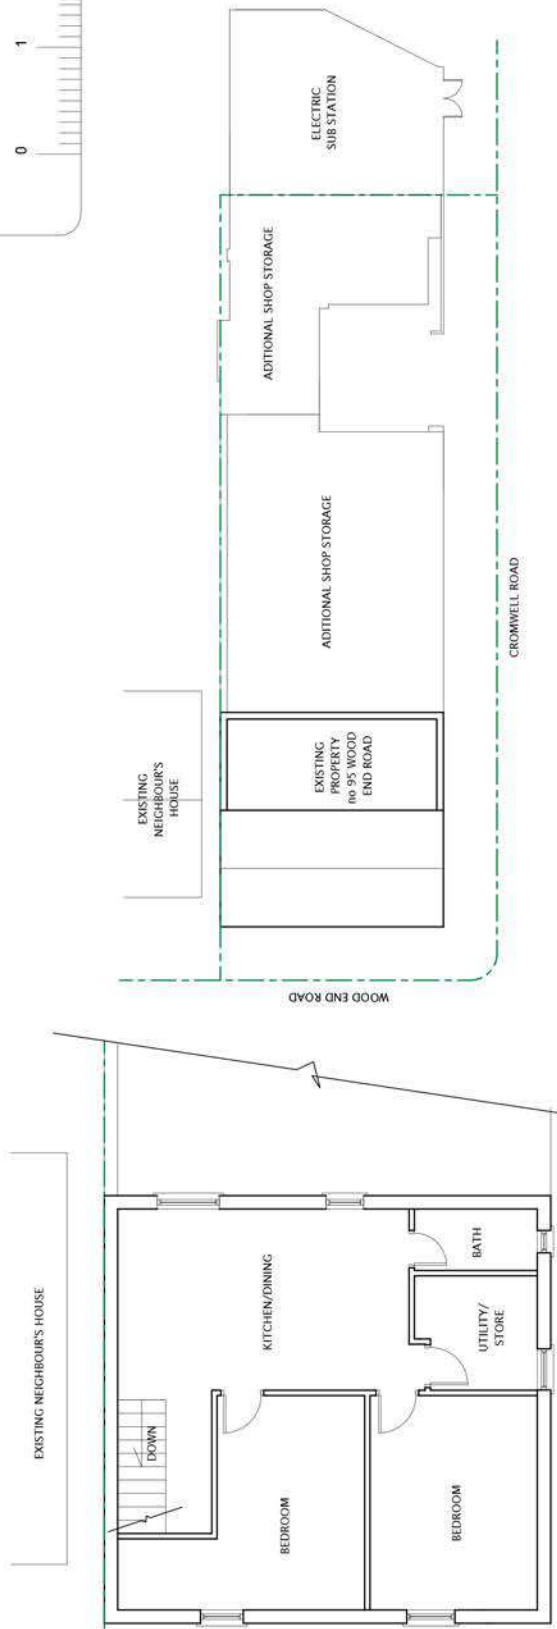 0
1
ELECTRIC
SUB STATION
ADITIONAL SHOP STORAGE
ADITIONAL SHOP STORAGE
EXISTING
NEIGHBOUR'S
HOUSE
EXISTING
PROPERTY
no 95 WOOD
END ROAD
CROMWELL ROAD
WOOD END ROAD
EXISTING NEIGHBOUR'S HOUSE
KITCHEN/DINING
BATH
UTILITY/
STORE
DOWN
BEDROOM
BEDROOM